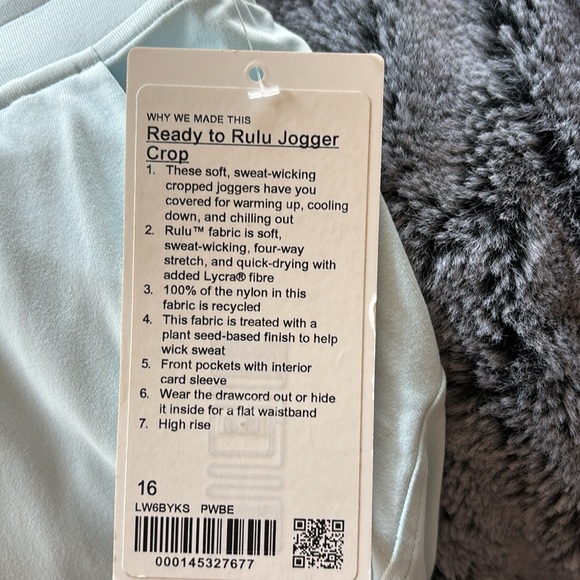 WHY WE MADE THIS
Ready to Rulu Jogger
Crop
1. These soft, sweat-wicking
cropped joggers have you
covered for warming up, cooling
down, and chilling out
2. Rulu™ fabric is soft,
sweat-wicking, four-way
stretch, and quick-drying with
added Lycra® fibre
3. 100% of the nylon in this
fabric is recycled
4. This fabric is treated with a
plant seed-based finish to help
wick sweat
5. Front pockets with interior
card sleeve
6. Wear the drawcord out or hide
it inside for a flat waistband
7. High rise
16
LW6BYKS PWBE
000145327677